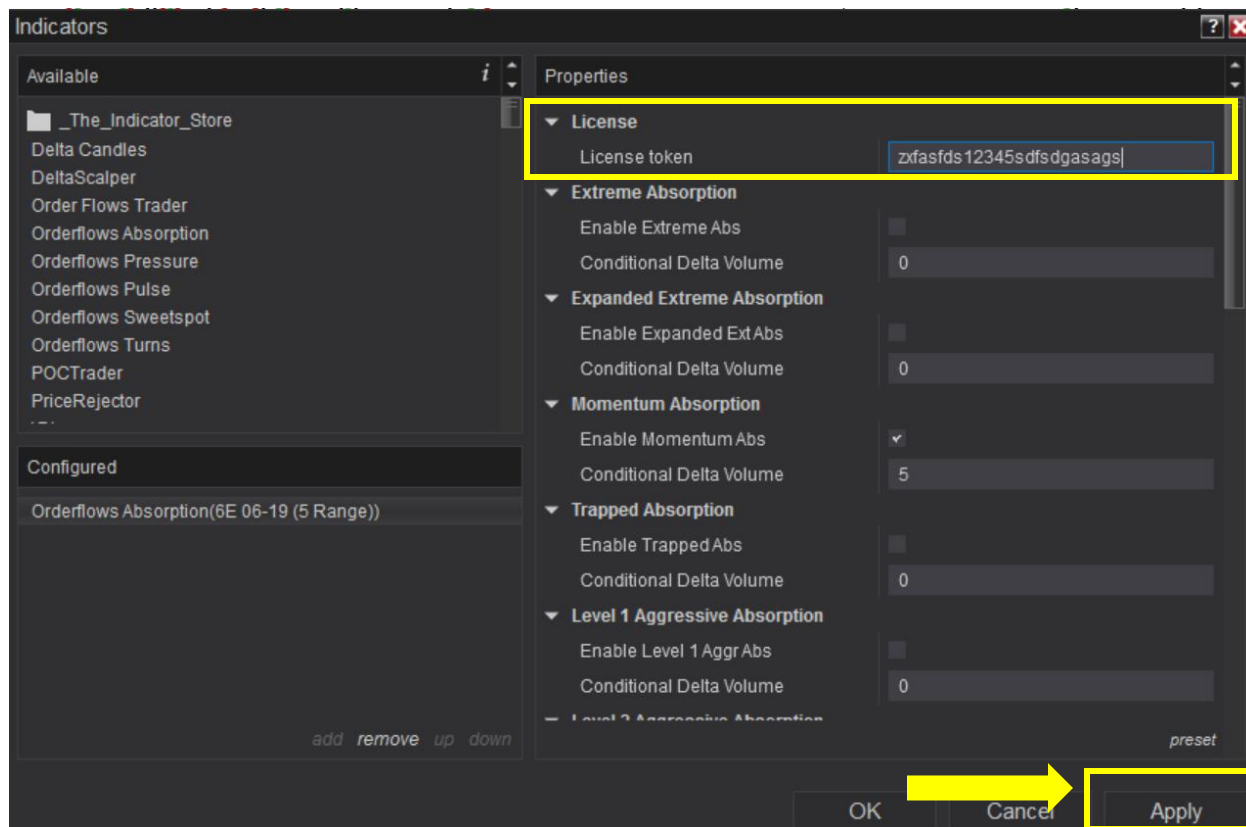 Indicators
?
Available
i
_The_Indicator_Store
Delta Candles
DeltaScalper
Order Flows Trader
Orderflows Absorption
Orderflows Pressure
Orderflows Pulse
Orderflows Sweetspot
Orderflows Turns
POCTrader
PriceRejector
Configured
Orderflows Absorption(6E 06-19 (5 Range))
add remove up down
Properties
License
License token zxfasfds12345sdfsdgasags
Extreme Absorption
Enable Extreme Abs
Conditional Delta Volume 0
Expanded Extreme Absorption
Enable Expanded Ext Abs
Conditional Delta Volume 0
Momentum Absorption
Enable Momentum Abs
Conditional Delta Volume 5
Trapped Absorption
Enable Trapped Abs
Conditional Delta Volume 0
Level 1 Aggressive Absorption
Enable Level 1 Aggr Abs
Conditional Delta Volume 0
Level 2 Aggressive Absorption
preset
OK Cancel Apply